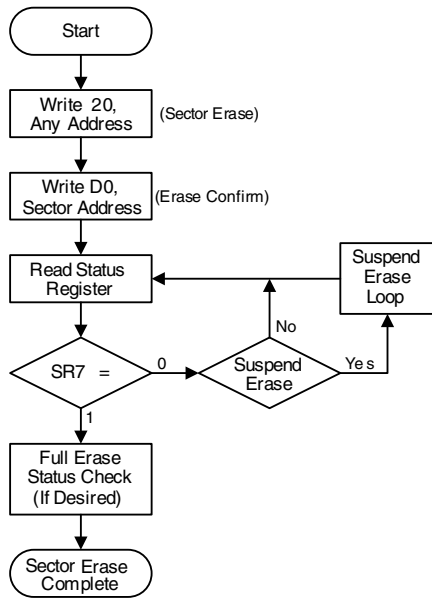 Start
Write 20,
Any Address
(Sector Erase)
Write D0,
Sector Address
(Erase Confirm)
Read Status
Register
Suspend
Erase
Loop
No
SR7 =
0
Suspend
Erase
Yes
1
Full Erase
Status Check
(If Desired)
Sector Erase
Complete